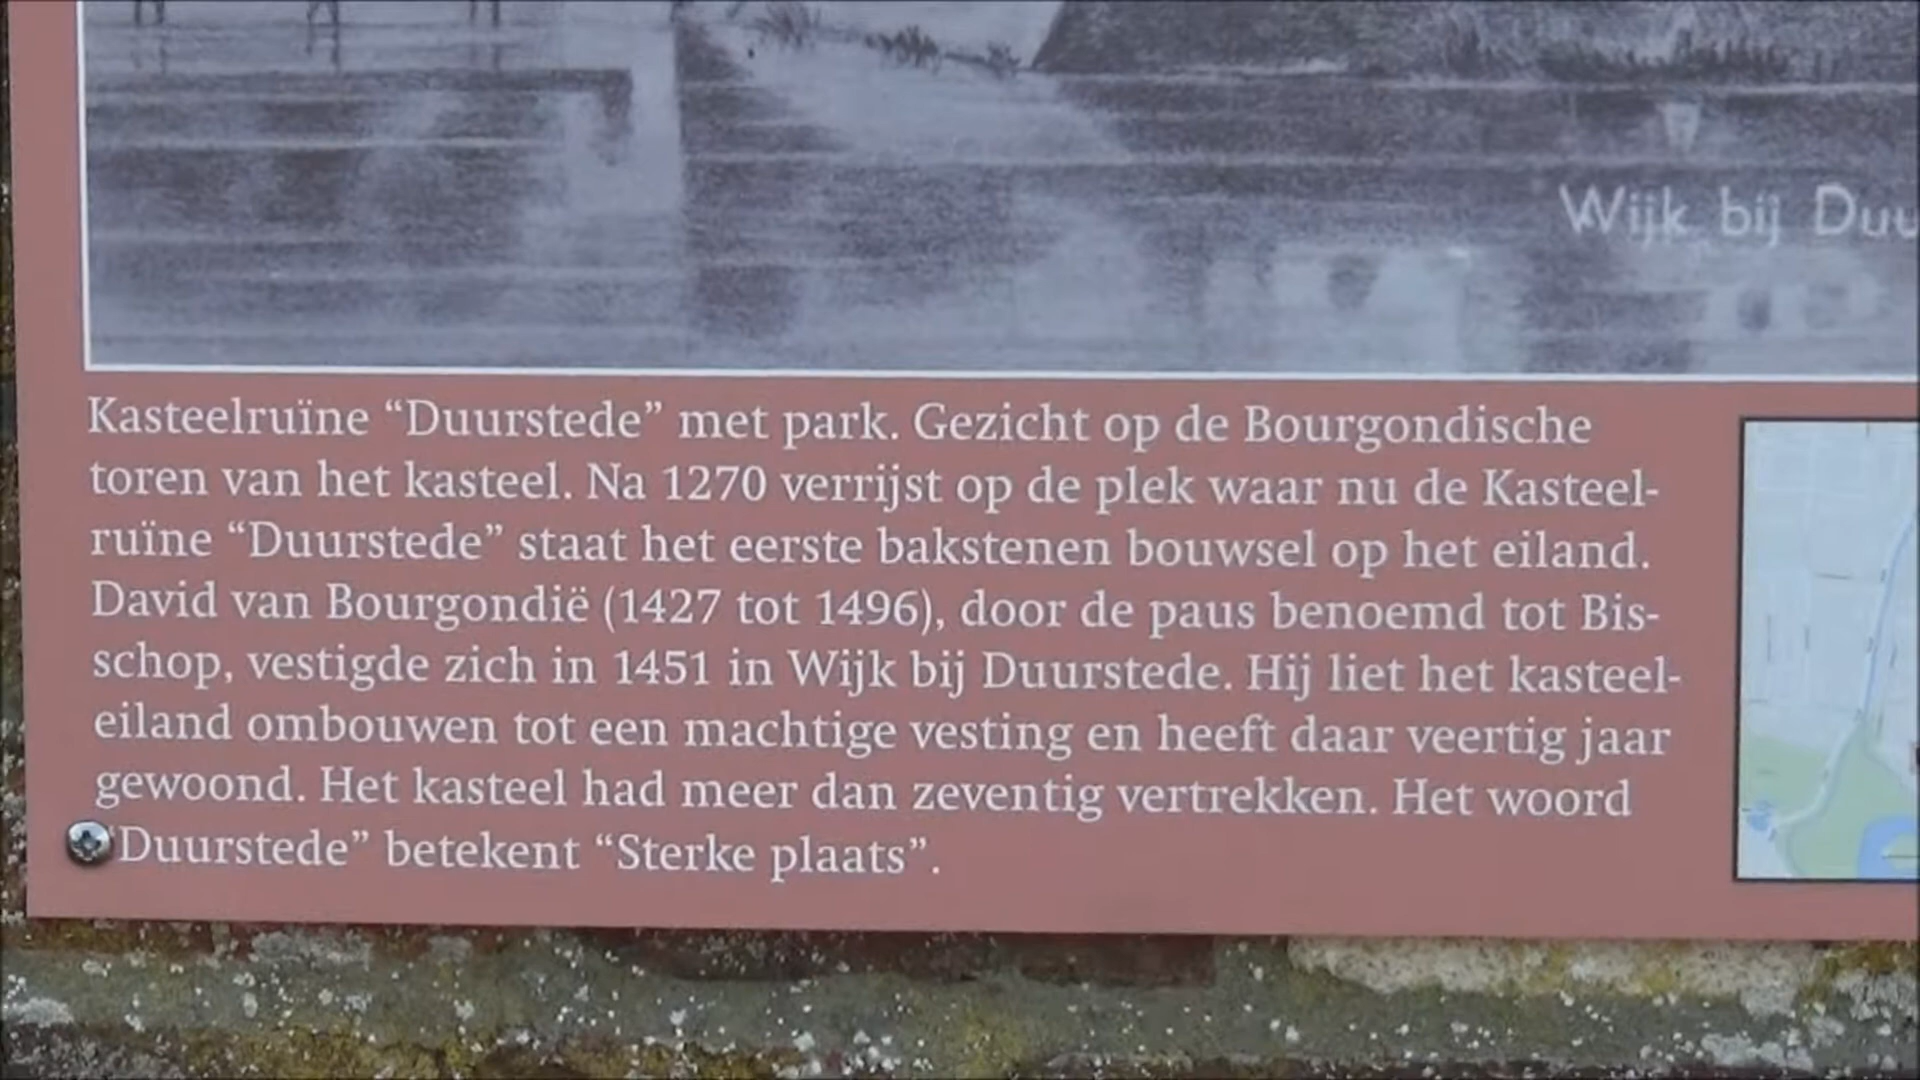 Wijk bij Duu
Kasteelruïne “Duurstede” met park. Gezicht op de Bourgondische
toren van het kasteel. Na 1270 verrijst op de plek waar nu de Kasteel-
ruïne “Duurstede” staat het eerste bakstenen bouwsel op het eiland.
David van Bourgondië (1427 tot 1496), door de paus benoemd tot Bis-
schop, vestigde zich in 1451 in Wijk bij Duurstede. Hij liet het kasteel-
eiland ombouwen tot een machtige vesting en heeft daar veertig jaar
gewoond. Het kasteel had meer dan zeventig vertrekken. Het woord
“Duurstede” betekent “Sterke plaats”.